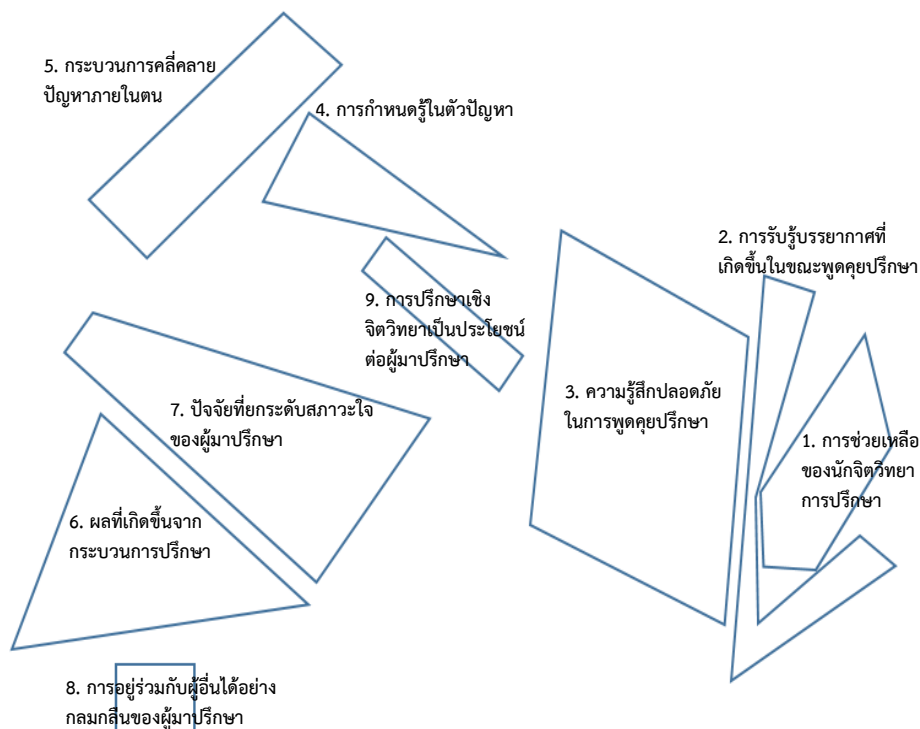 5. กระบวนการคลี่คลาย
ปัญหาภายในตน
4. การกำหนดรู้ในตัวปัญหา
2. การรับรู้บรรยากาศที่
เกิดขึ้นในขณะพูดคุยปรึกษา
9. การปรึกษาเชิง
จิตวิทยาเป็นประโยชน์
ต่อผู้มาปรึกษา
3. ความรู้สึกปลอดภัย
ในการพูดคุยปรึกษา
7. ปัจจัยที่ยกระดับสภาวะใจ
ของผู้มาปรึกษา
1. การช่วยเหลือ
ของนักจิตวิทยา
การปรึกษา
6. ผลที่เกิดขึ้นจาก
กระบวนการปรึกษา
8. การอยู่ร่วมกับผู้อื่นได้อย่าง
กลมกลืนของผู้มาปรึกษา